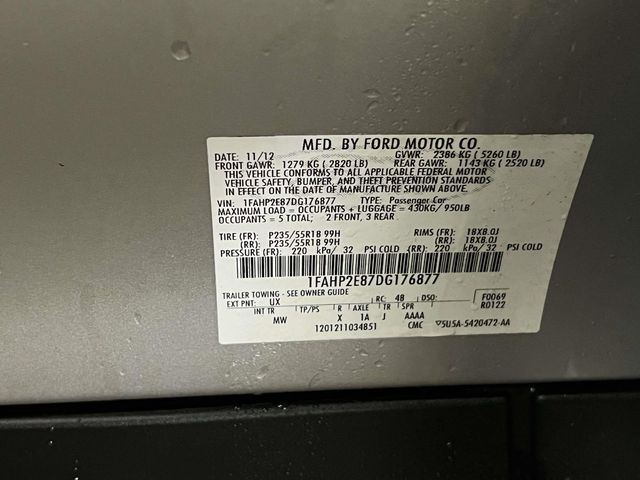 MFD. BY FORD MOTOR CO.
DATE: 11/12 GVWR: 2386 KG ( 5260 LB)
FRONT GAWR: 1279 KG ( 2820 LB) REAR GAWR: 1143 KG ( 2520 LB)
THIS VEHICLE CONFORMS TO ALL APPLICABLE FEDERAL MOTOR
VEHICLE SAFETY, BUMPER, AND THEFT PREVENTION STANDARDS
IN EFFECT ON THE DATE OF MANUFACTURE SHOWN ABOVE.
VIN: 1FAHP2E87DG176877 TYPE: Passenger Car
MAXIMUM LOAD = OCCUPANTS + LUGGAGE = 430KG/ 950LB
OCCUPANTS = 5 TOTAL; 2 FRONT, 3 REAR
TIRE (FR): P235/55R18 99H RIMS (FR): 18X8.0J
(RR): P235/55R18 99H (RR): 18X8.0J
PRESSURE (FR): 220 kPa/ 32 PSI COLD (RR): 220 kPa/ 32 PSI COLD
1FAHP2E87DG176877
TRAILER TOWING - SEE OWNER GUIDE
EXT PNT: UX RC: 48 DSO: F0069
INT TR TP/PS R AXLE TR SPR R0122
MW X 1A J AAAA
1201211034851 CMC ▽5U5A-5420472-AA